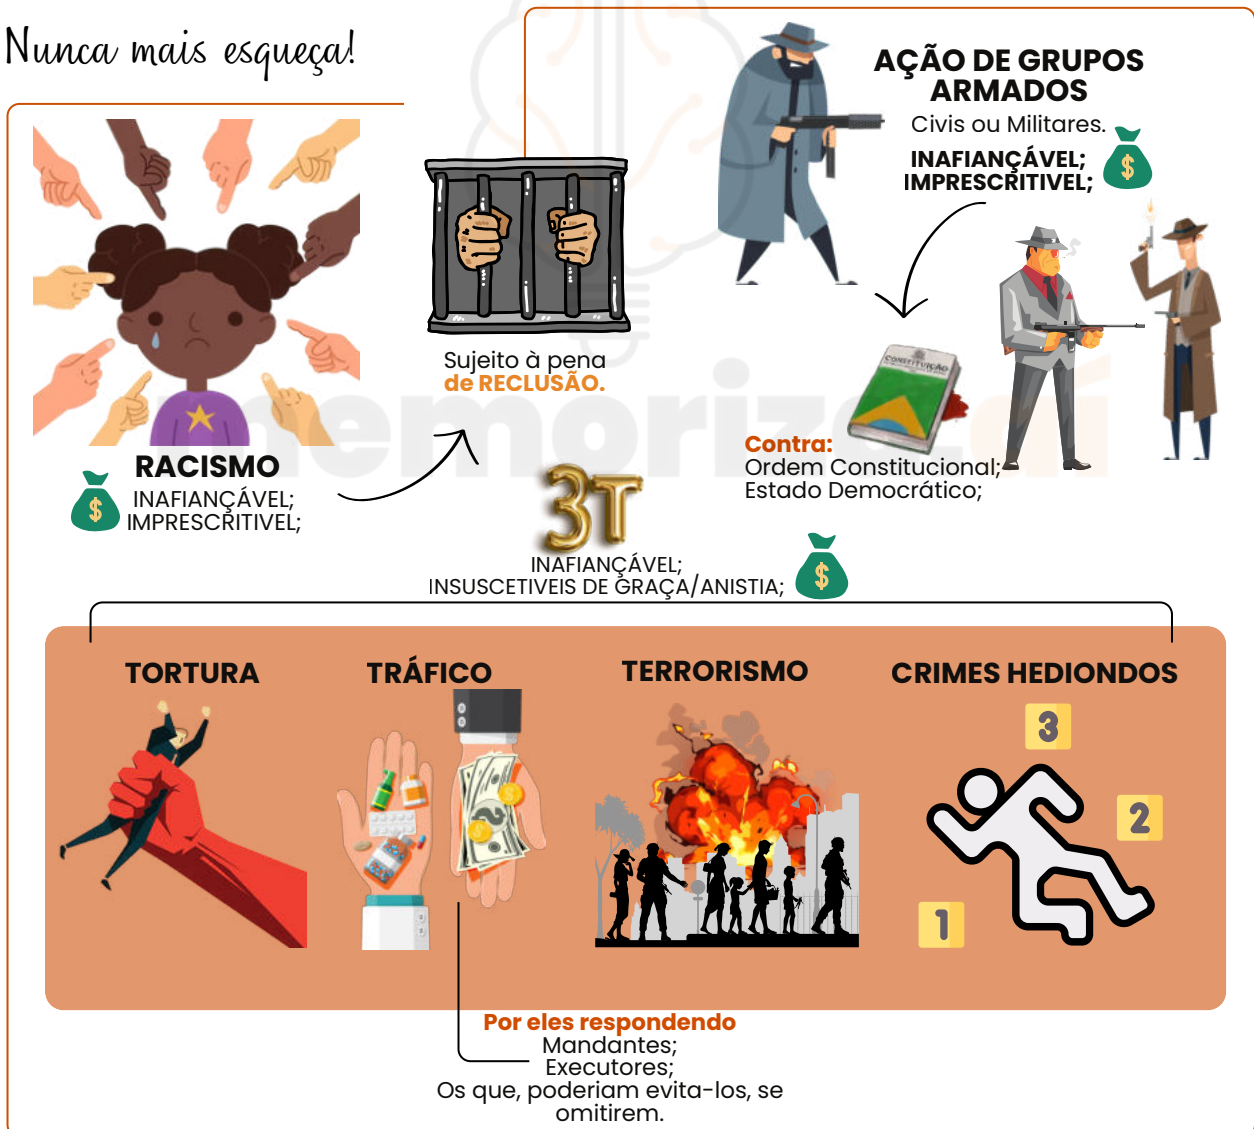 Nunca mais esqueça!
AÇÃO DE GRUPOS
ARMADOS
Civis ou Militares.
INAFIANÇÁVEL;
IMPRESCRITIVEL;
$
CONSTITUIÇÃO
Contra:
Ordem Constitucional;
Estado Democrático;
Sujeito à pena
de RECLUSÃO.
RACISMO
INAFIANÇÁVEL;
IMPRESCRITIVEL;
$
memorizaaí
3T
INAFIANÇÁVEL;
INSUSCETIVEIS DE GRAÇA/ANISTIA;
$
TORTURA
TRÁFICO
TERRORISMO
CRIMES HEDIONDOS
3
2
1
Por eles respondendo
Mandantes;
Executores;
Os que, poderiam evita-los, se
omitirem.